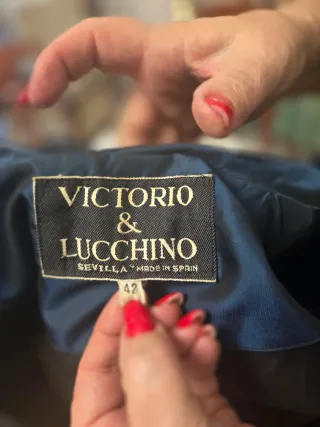 VICTORIO
&
LUCCHINO
SEVILLA MADE IN SPAIN
42